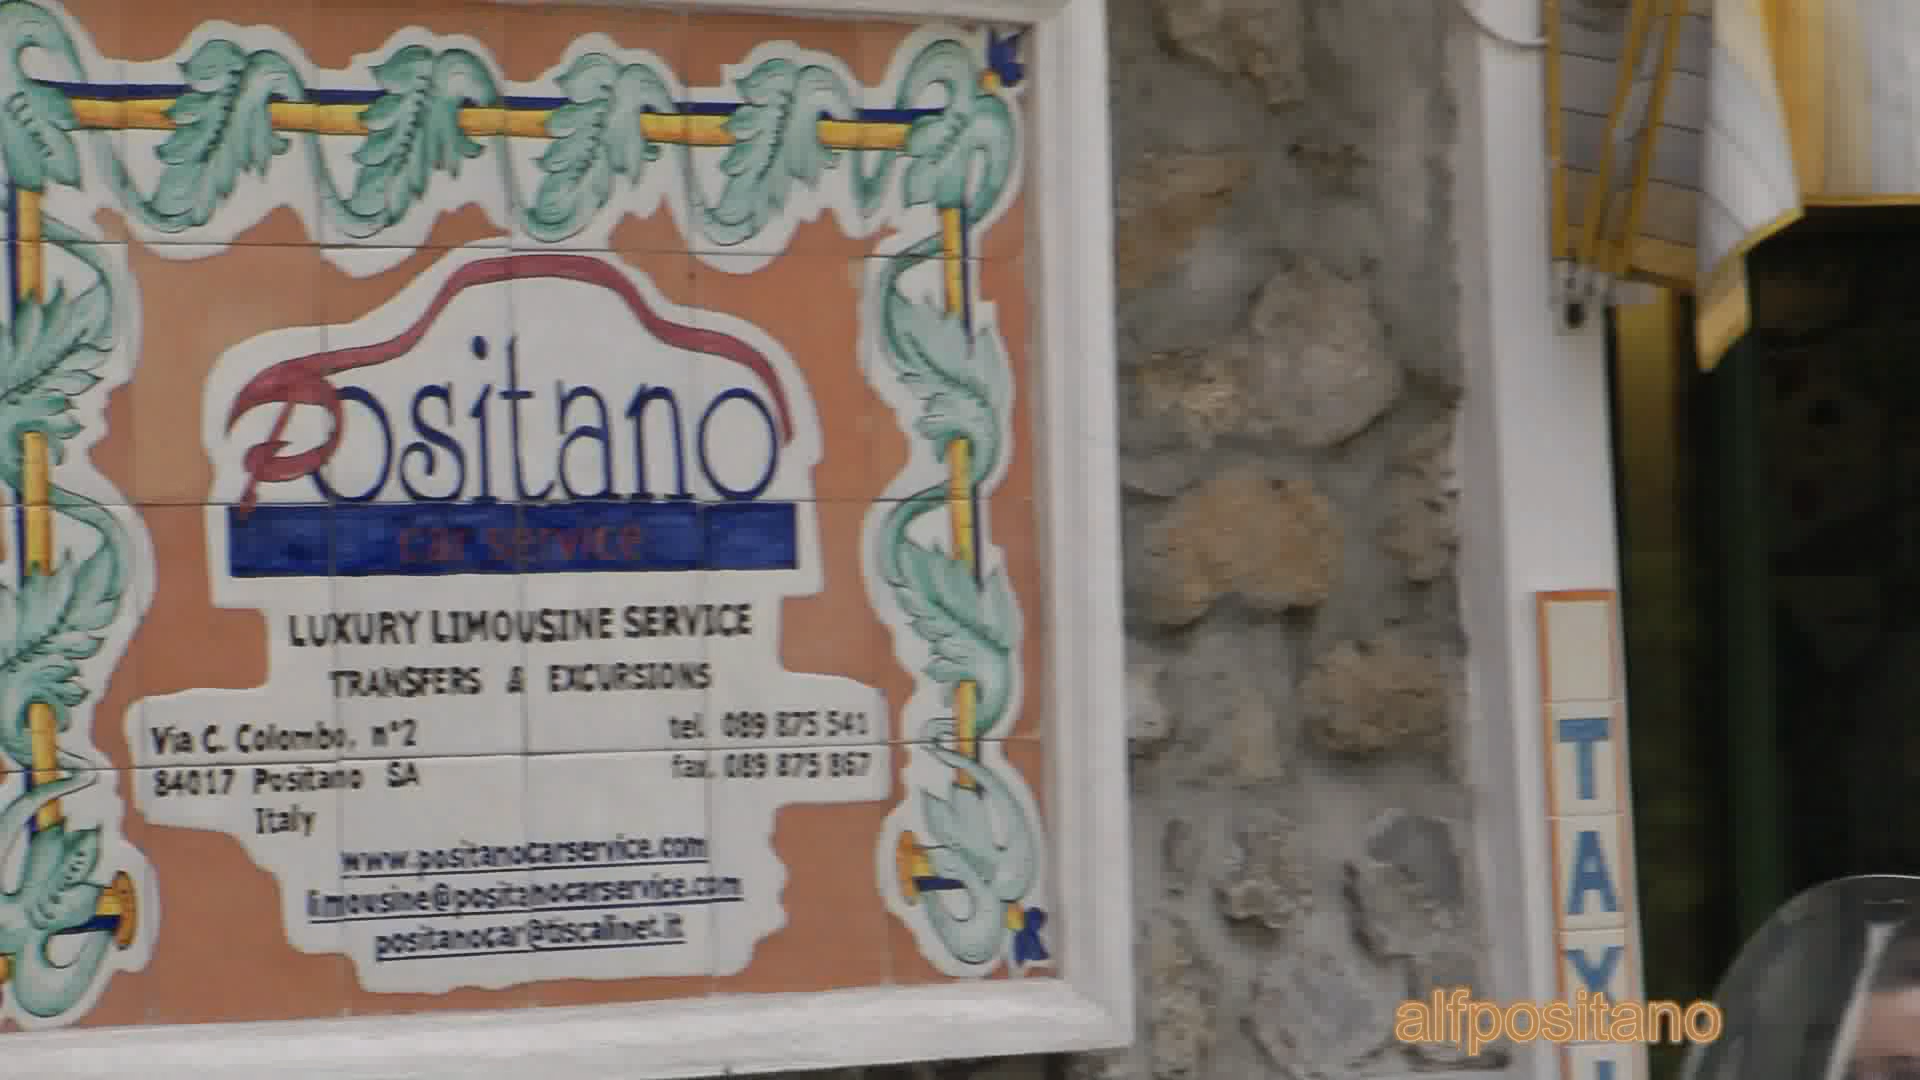 Positano
car service
LUXURY LIMOUSINE SERVICE
TRANSFERS & EXCURSIONS
Via C. Colombo, n°2
84017 Positano SA
Italy
tel. 089 875 541
fax. 089 875 867
www.positanocarservice.com
limousine@positanocarservice.com
positanocar@tiscalinet.it
TAXI
alfpositano